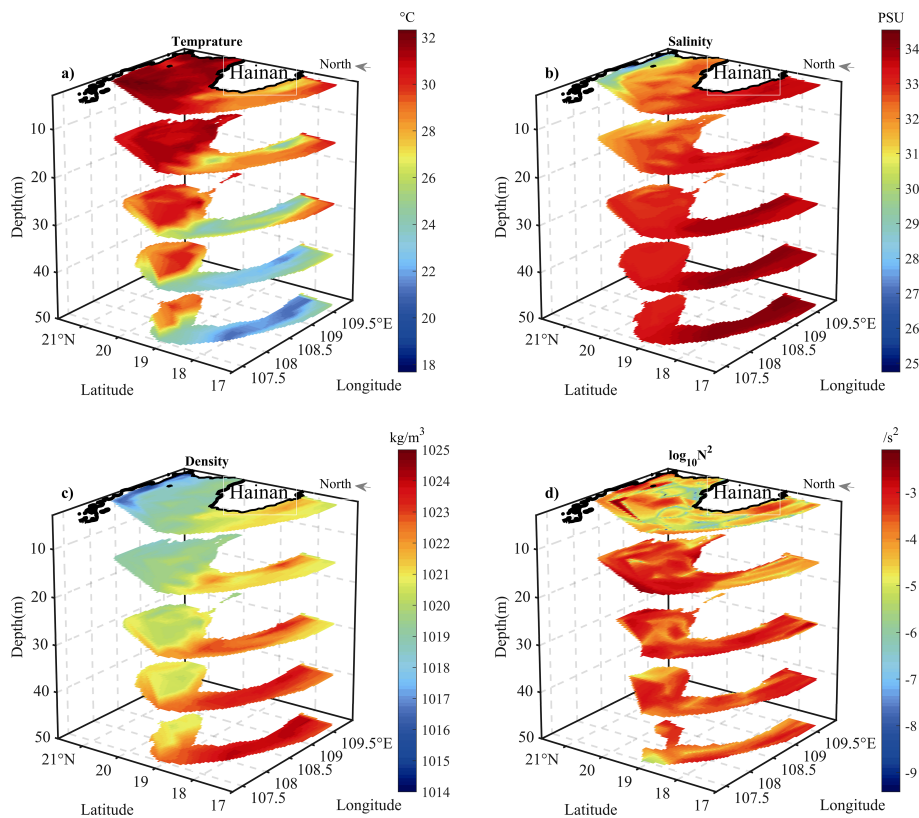 °C
Temprature
a)
Hainan
North
10
20
30
40
50
Depth(m)
21°N
20
19
18
17
Latitude
107.5
108
108.5
109
109.5°E
Longitude
32
30
28
26
24
22
20
18
PSU
Salinity
b)
Hainan
North
10
20
30
40
50
Depth(m)
21°N
20
19
18
17
Latitude
107.5
108
108.5
109
109.5°E
Longitude
34
33
32
31
30
29
28
27
26
25
kg/m³
Density
c)
Hainan
North
10
20
30
40
50
Depth(m)
21°N
20
19
18
17
Latitude
107.5
108
108.5
109
109.5°E
Longitude
1025
1024
1023
1022
1021
1020
1019
1018
1017
1016
1015
1014
/s²
log₁₀N²
d)
Hainan
North
10
20
30
40
50
Depth(m)
21°N
20
19
18
17
Latitude
107.5
108
108.5
109
109.5°E
Longitude
-3
-4
-5
-6
-7
-8
-9